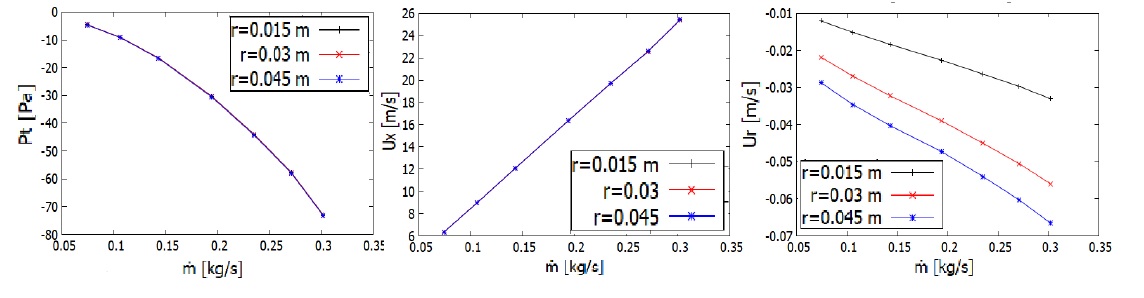 0
-10
-20
-30
-40
-50
-60
-70
-80
Pt [Pa]
r=0.015 m
r=0.03 m
r=0.045 m
0.05 0.1 0.15 0.2 0.25 0.3 0.35
ṁ [kg/s]
26
24
22
20
18
16
14
12
10
8
6
Ux [m/s]
r=0.015 m
r=0.03
r=0.045
0.05 0.1 0.15 0.2 0.25 0.3 0.35
ṁ [kg/s]
-0.01
-0.02
-0.03
-0.04
-0.05
-0.06
-0.07
Ur [m/s]
r=0.015 m
r=0.03 m
r=0.045 m
0.05 0.1 0.15 0.2 0.25 0.3 0.35
ṁ [kg/s]